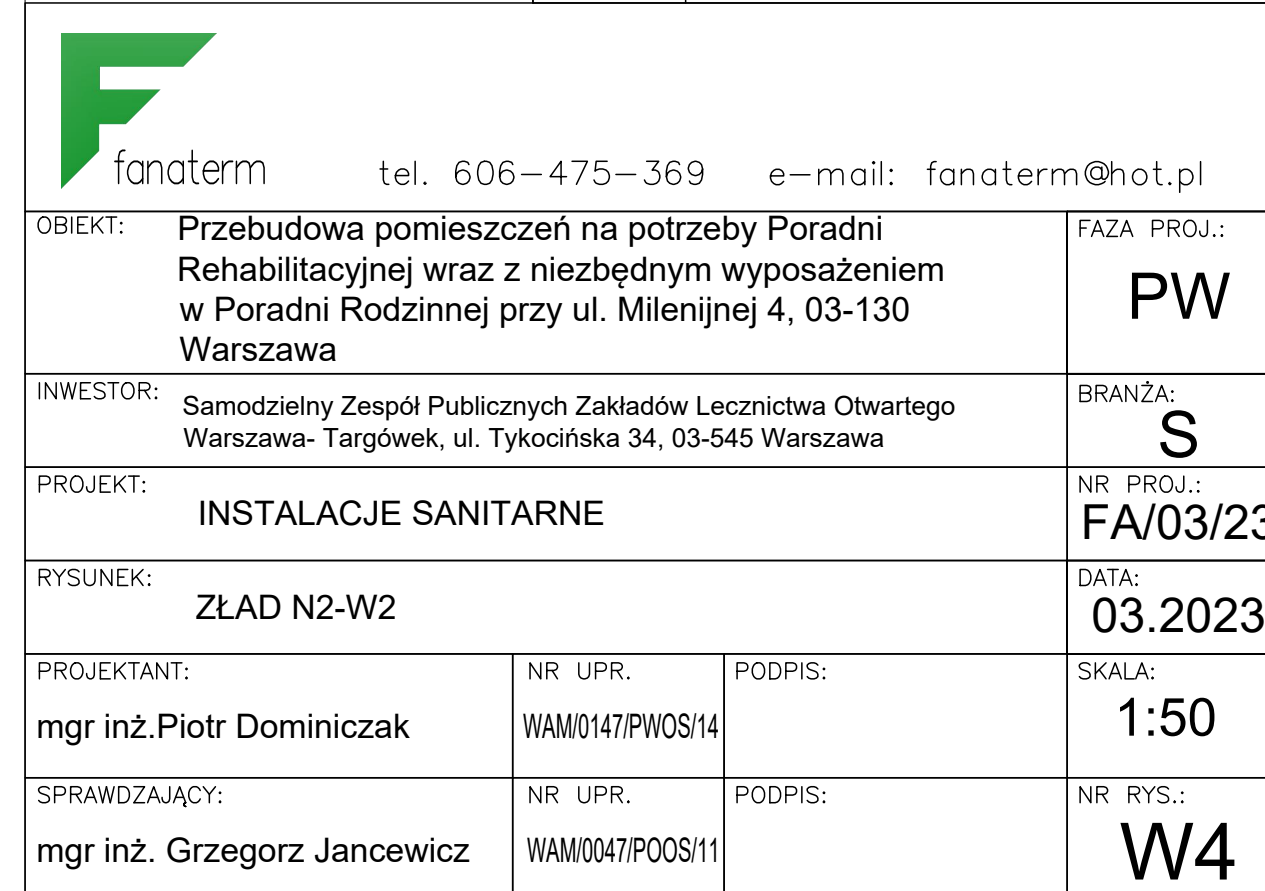 fanaterm tel. 606-475-369 e-mail: fanaterm@hot.pl
OBIEKT:
Przebudowa pomieszczeń na potrzeby Poradni
Rehabilitacyjnej wraz z niezbędnym wyposażeniem
w Poradni Rodzinnej przy ul. Milenijnej 4, 03-130
Warszawa
FAZA PROJ.:
PW
INWESTOR:
Samodzielny Zespół Publicznych Zakładów Lecznictwa Otwartego
Warszawa- Targówek, ul. Tykocińska 34, 03-545 Warszawa
BRANŻA:
S
PROJEKT:
INSTALACJE SANITARNE
NR PROJ.:
FA/03/23
RYSUNEK:
ZŁAD N2-W2
DATA:
03.2023
PROJEKTANT:
mgr inż.Piotr Dominiczak
NR UPR.
WAM/0147/PWOS/14
PODPIS:
SKALA:
1:50
SPRAWDZAJĄCY:
mgr inż. Grzegorz Jancewicz
NR UPR.
WAM/0047/POOS/11
PODPIS:
NR RYS.:
W4